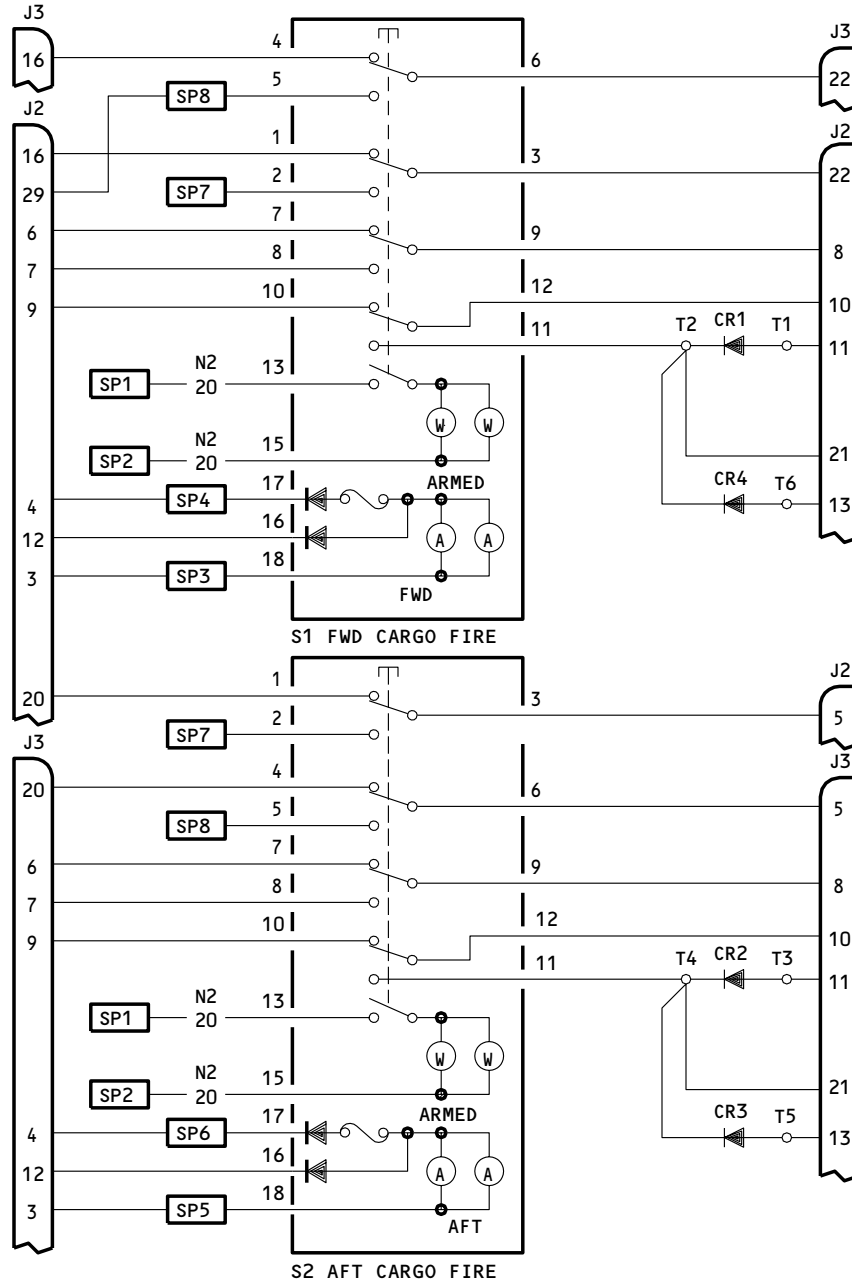 J3
J3
4
16
6
22
5
SP8
J2
J2
1
16
3
22
2
29
SP7
7
6
9
8
8
7
10
9
12
10
11
T2
CR1
T1
11
SP1
N2
20
13
W
W
SP2
N2
20
15
21
ARMED
4
SP4
17
CR4
T6
13
16
12
A
A
3
SP3
18
FWD
S1 FWD CARGO FIRE
1
J2
20
3
5
2
SP7
J3
J3
4
20
6
5
5
SP8
7
6
9
8
8
7
10
9
12
10
11
T4
CR2
T3
11
SP1
N2
20
13
W
W
SP2
N2
20
15
21
ARMED
4
SP6
17
CR3
T5
13
16
12
A
A
3
SP5
18
AFT
S2 AFT CARGO FIRE